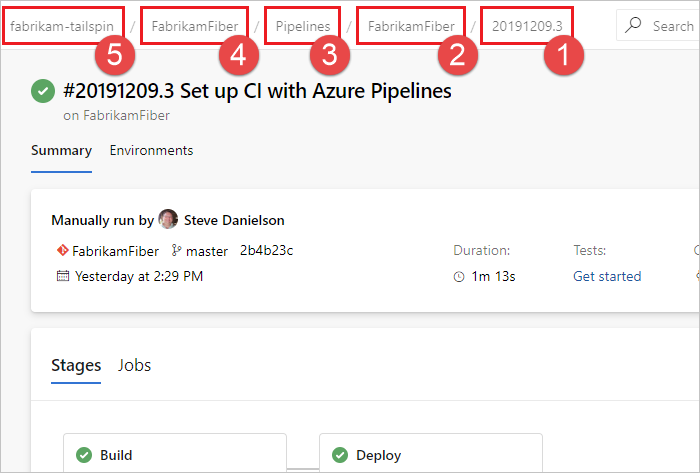 fabrikam-tailspin / FabrikamFiber / Pipelines / FabrikamFiber / 20191209.3 Search
5 4 3 2 1
#20191209.3 Set up CI with Azure Pipelines
on FabrikamFiber
Summary Environments
Manually run by Steve Danielson
FabrikamFiber master 2b4b23c Duration: Tests:
Yesterday at 2:29 PM 1m 13s Get started
Stages Jobs
Build Deploy